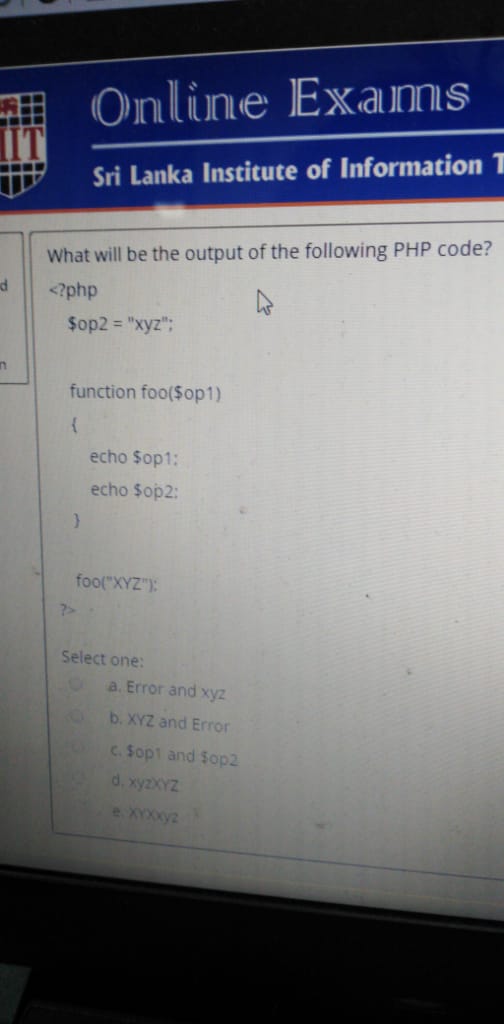 IIT
Online Exams
Sri Lanka Institute of Information T
d
n
What will be the output of the following PHP code?
<?php
$op2 = "xyz";
function foo($op1)
{
echo $op1;
echo $op2;
}
foo("XYZ");
?>
Select one:
a. Error and xyz
b. XYZ and Error
c. $op1 and $op2
d. xyzXYZ
e. XYXxyz